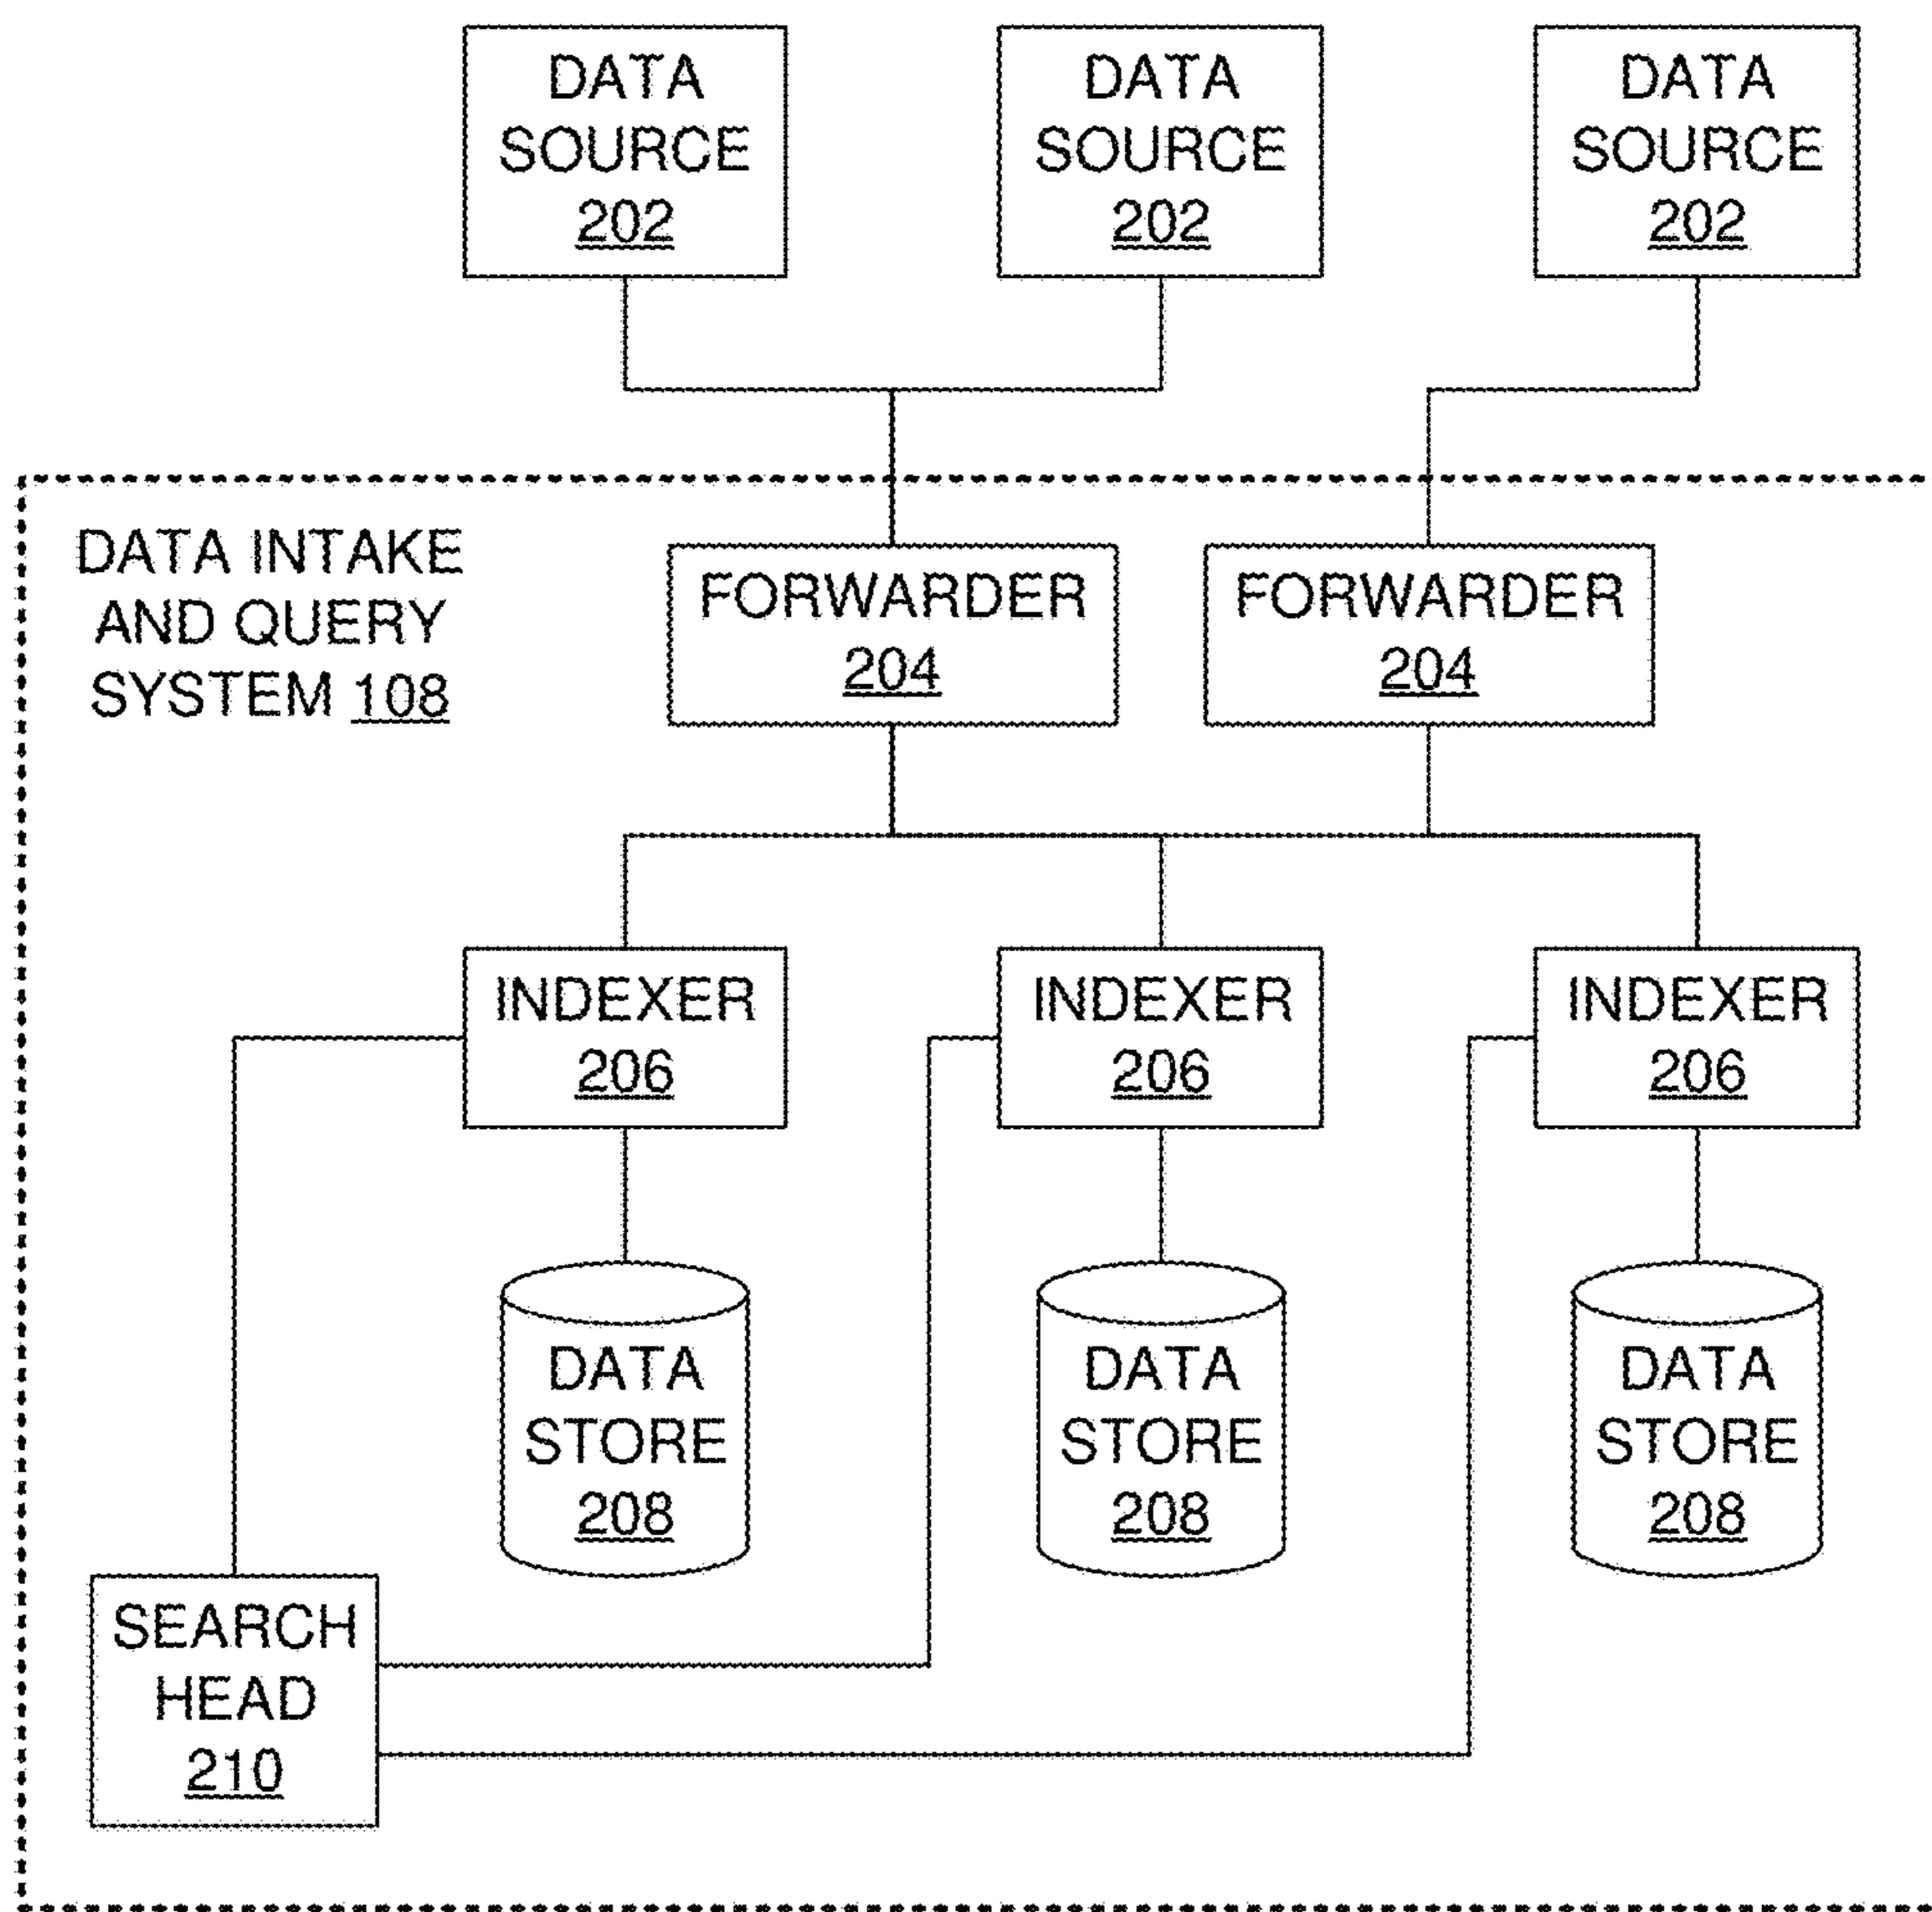 DATA
SOURCE
202
DATA
SOURCE
202
DATA
SOURCE
202
DATA INTAKE
AND QUERY
SYSTEM 108
FORWARDER
204
FORWARDER
204
INDEXER
206
INDEXER
206
INDEXER
206
DATA
STORE
208
DATA
STORE
208
DATA
STORE
208
SEARCH
HEAD
210